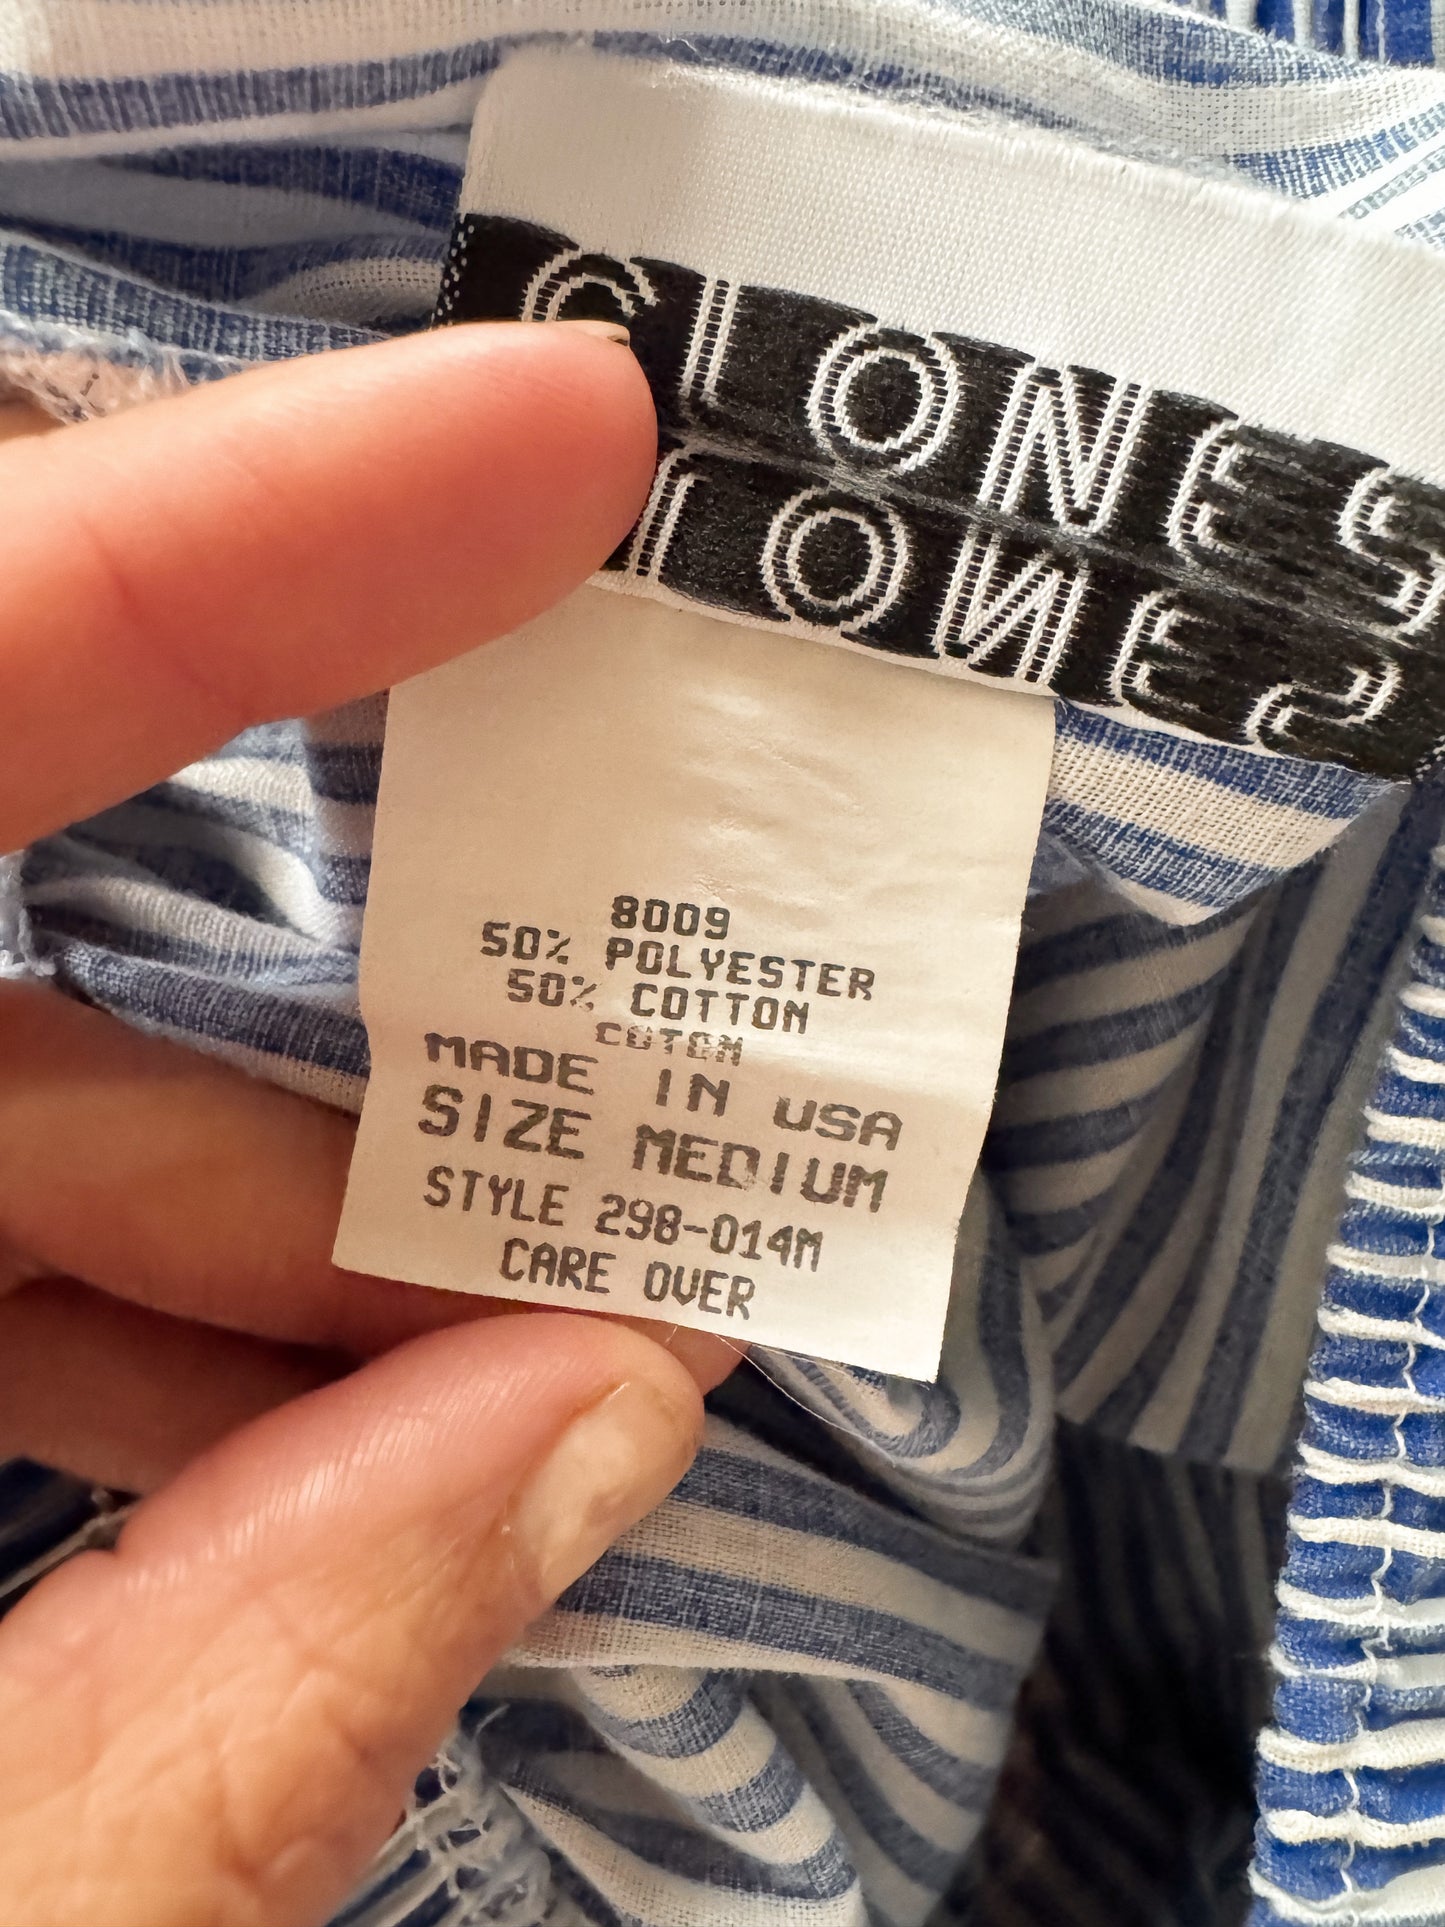 CLONES
CLONES
8009
50% POLYESTER
50% COTTON
COTON
MADE IN USA
SIZE MEDIUM
STYLE 298-014M
CARE OVER